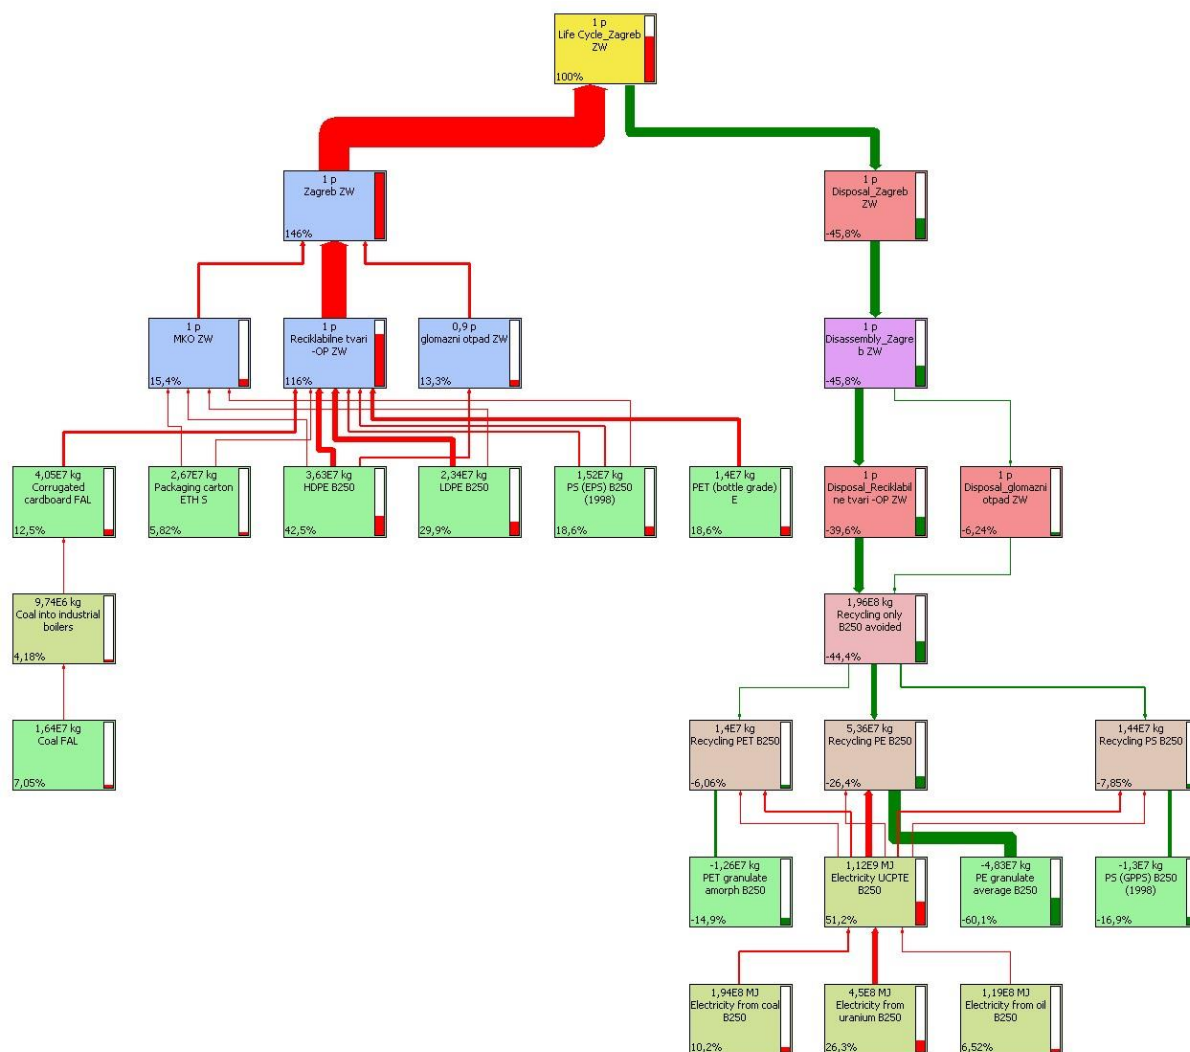 1 p
Life Cycle_Zagreb
ZW
100%
1 p
Zagreb ZW
146%
1 p
Disposal_Zagreb
ZW
-45,8%
1 p
MKO ZW
15,4%
1 p
Reciklabilne tvari
-OP ZW
116%
0,9 p
glomazni otpad ZW
13,3%
1 p
Disassembly_Zagre
b ZW
-45,8%
4,05E7 kg
Corrugated
cardboard FAL
12,5%
2,67E7 kg
Packaging carton
ETH S
5,82%
3,63E7 kg
HDPE B250
42,5%
2,34E7 kg
LDPE B250
29,9%
1,52E7 kg
PS (EPS) B250
(1998)
18,6%
1,4E7 kg
PET (bottle grade)
E
18,6%
1 p
Disposal_Reciklabil
ne tvari -OP ZW
-39,6%
1 p
Disposal_glomazni
otpad ZW
-6,24%
9,74E6 kg
Coal into industrial
boilers
4,18%
1,96E8 kg
Recycling only
B250 avoided
-44,4%
1,64E7 kg
Coal FAL
7,05%
1,4E7 kg
Recycling PET B250
-6,06%
5,36E7 kg
Recycling PE B250
-26,4%
1,44E7 kg
Recycling PS B250
-7,85%
-1,26E7 kg
PET granulate
amorph B250
-14,9%
1,12E9 MJ
Electricity UCPTE
B250
51,2%
-4,83E7 kg
PE granulate
average B250
-60,1%
-1,3E7 kg
PS (GPPS) B250
(1998)
-16,9%
1,94E8 MJ
Electricity from coal
B250
10,2%
4,5E8 MJ
Electricity from
uranium B250
26,3%
1,19E8 MJ
Electricity from oil
B250
6,52%